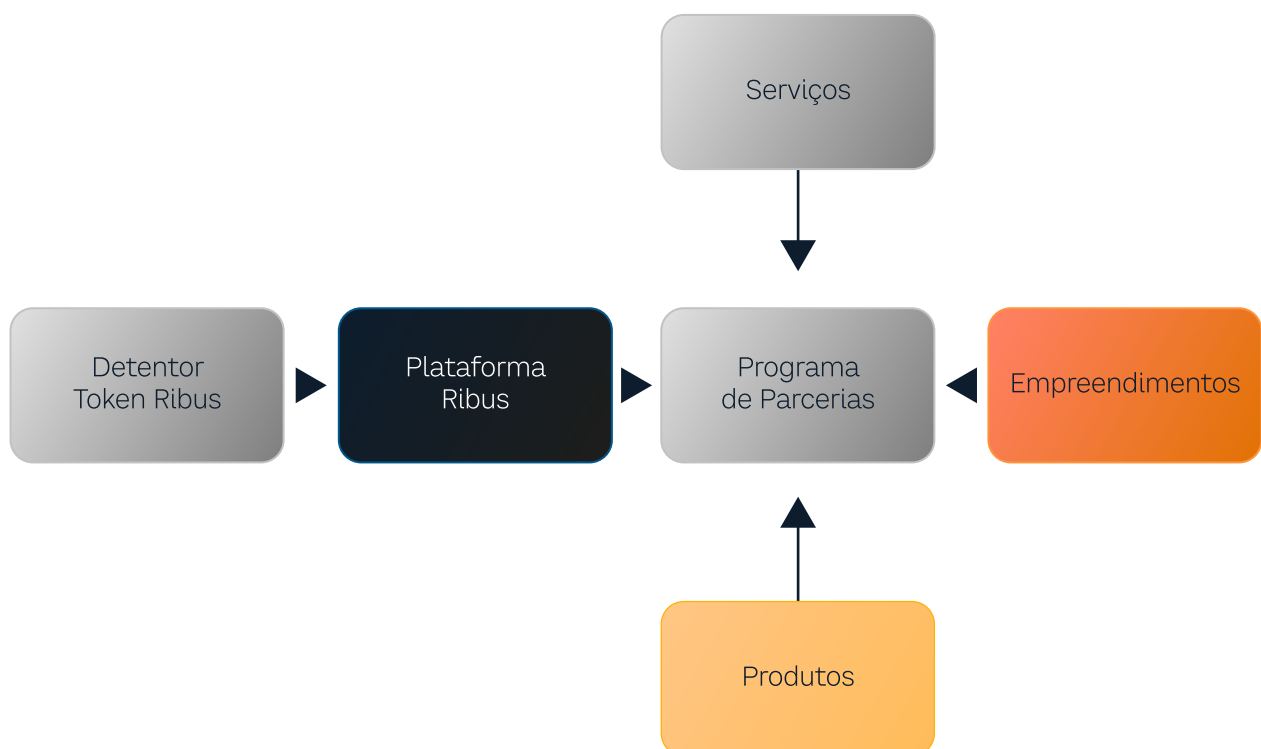 Serviços
Detentor
Token Ribus
Plataforma
Ribus
Programa
de Parcerias
Empreendimentos
Produtos